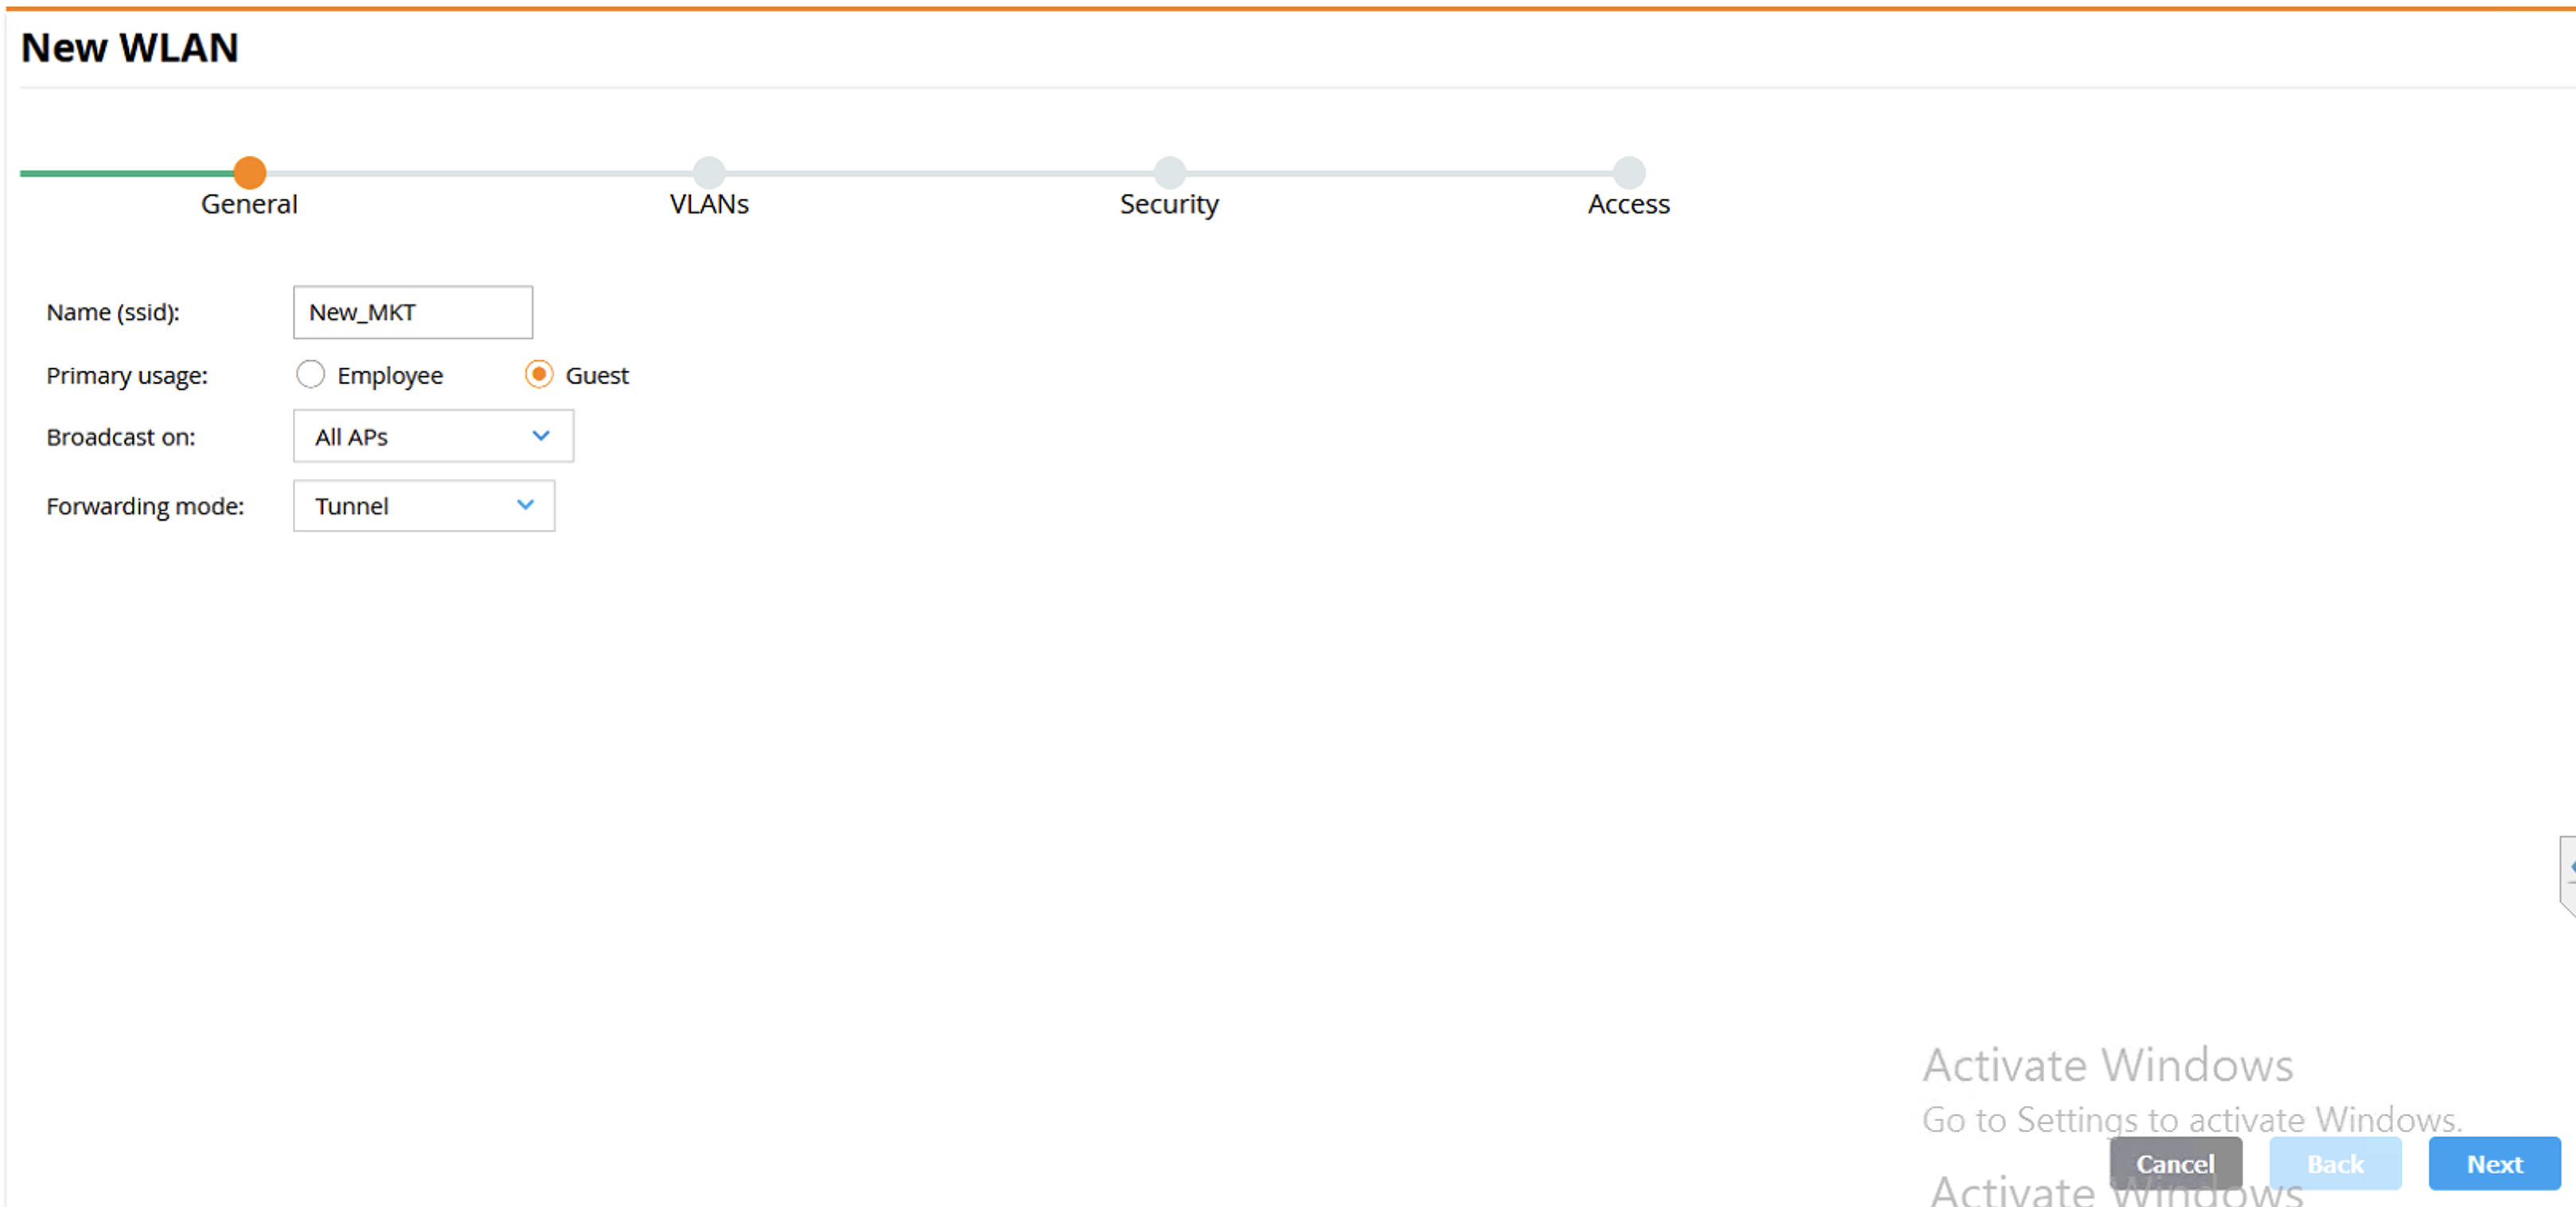 New WLAN
General VLANs Security Access
Name (ssid): New_MKT
Primary usage: Employee Guest
Broadcast on: All APs
Forwarding mode: Tunnel
Activate Windows
Go to Settings to activate Windows.
Cancel Back Next
Activate Windows